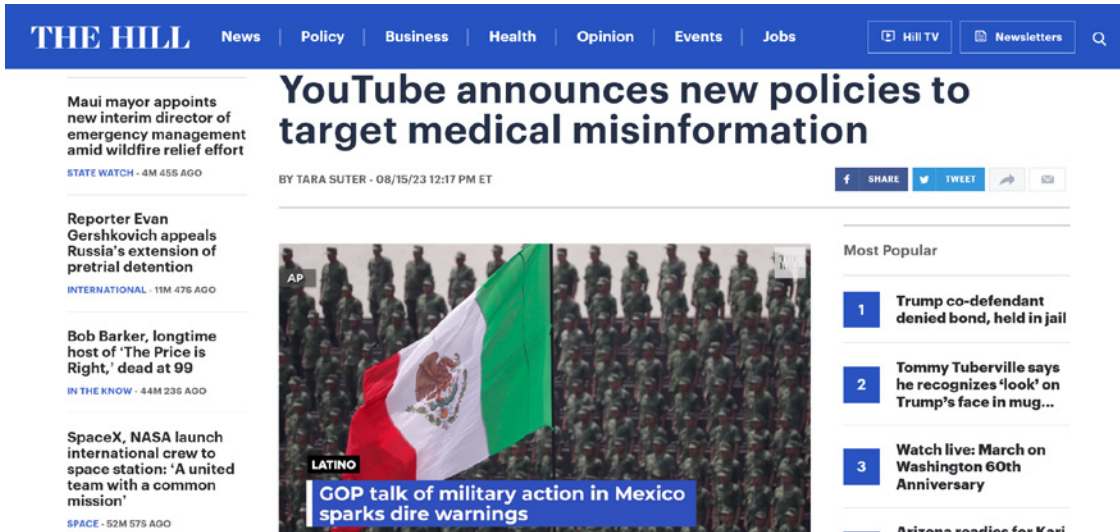 THE HILL
News
Policy
Business
Health
Opinion
Events
Jobs
Hill TV
Newsletters
Maui mayor appoints
new interim director of
emergency management
amid wildfire relief effort
STATE WATCH - 4M 45S AGO
Reporter Evan
Gershkovich appeals
Russia's extension of
pretrial detention
INTERNATIONAL - 11M 47S AGO
Bob Barker, longtime
host of 'The Price is
Right,' dead at 99
IN THE KNOW - 44M 23S AGO
SpaceX, NASA launch
international crew to
space station: 'A united
team with a common
mission'
SPACE - 52M 57S AGO
YouTube announces new policies to
target medical misinformation
BY TARA SUTER - 08/15/23 12:17 PM ET
SHARE
TWEET
AP
LATINO
GOP talk of military action in Mexico
sparks dire warnings
Most Popular
1
Trump co-defendant
denied bond, held in jail
2
Tommy Tuberville says
he recognizes 'look' on
Trump's face in mug...
3
Watch live: March on
Washington 60th
Anniversary
Arizona readies for Kari